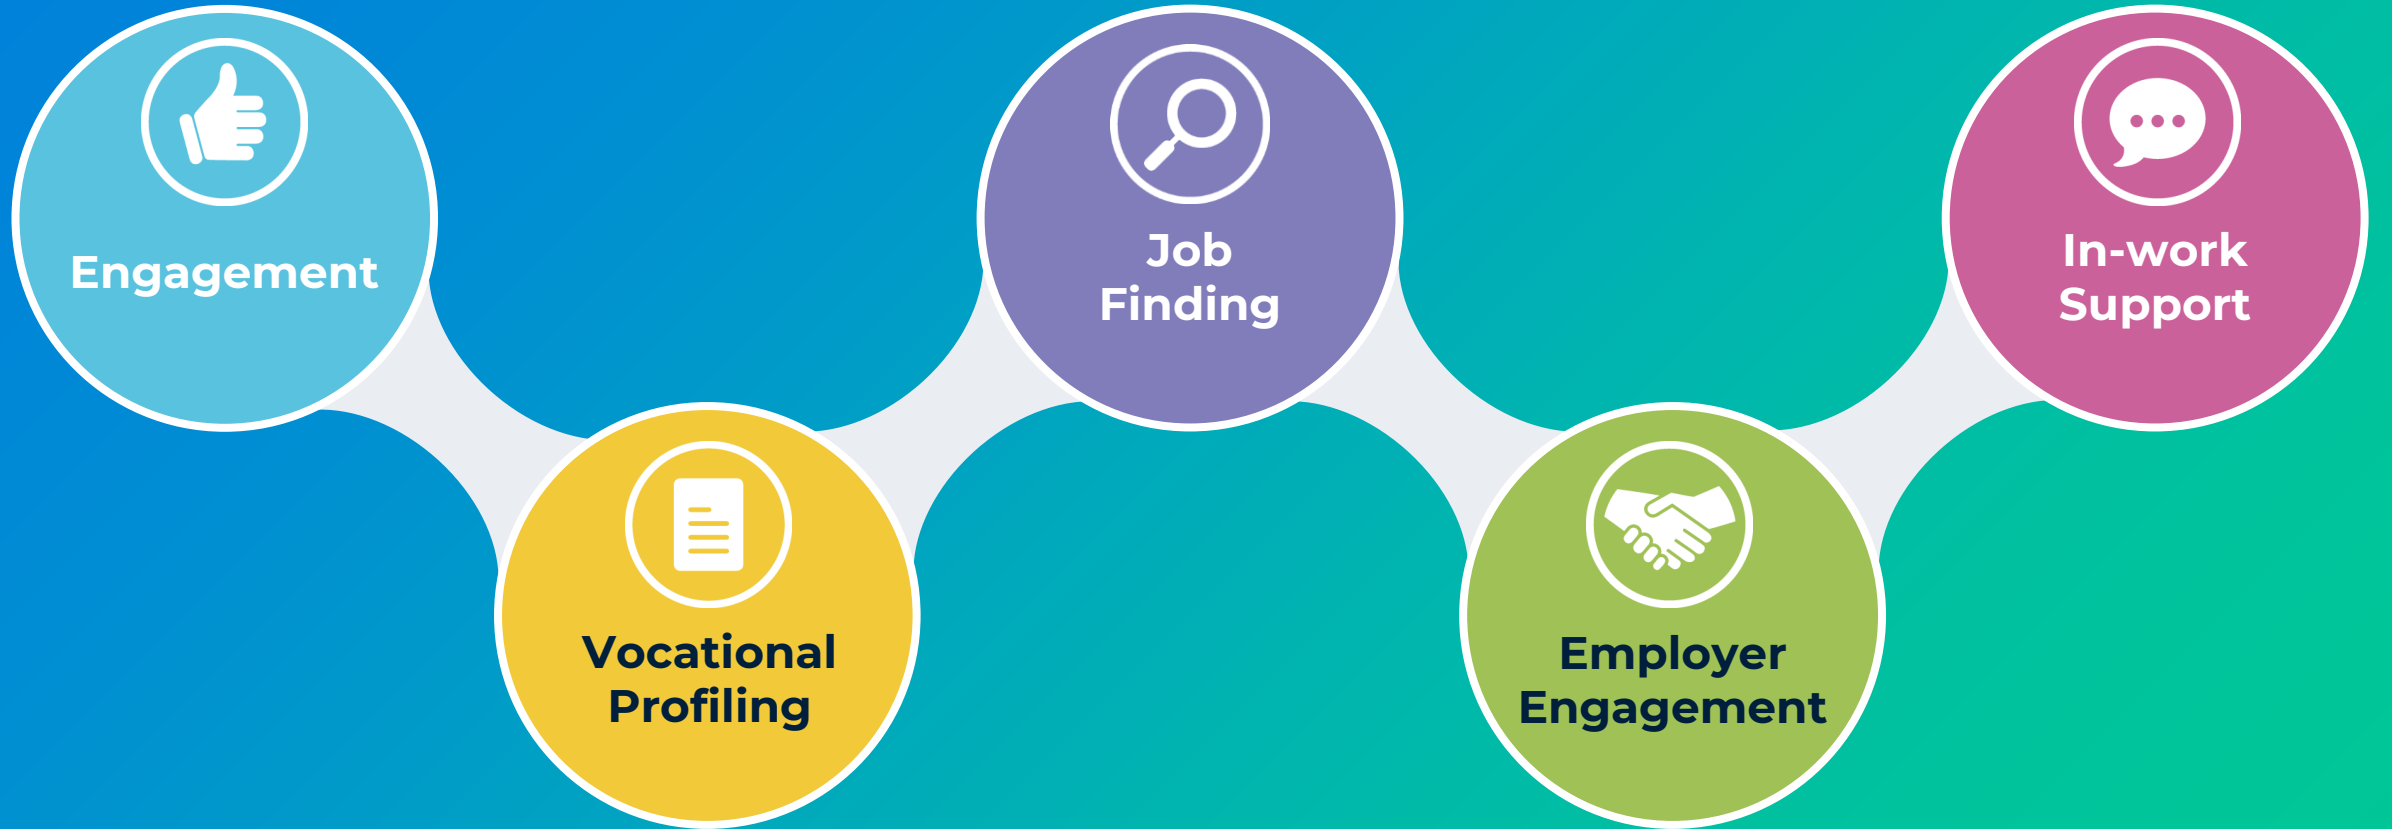 Engagement
Vocational
Profiling
Job
Finding
Employer
Engagement
In-work
Support